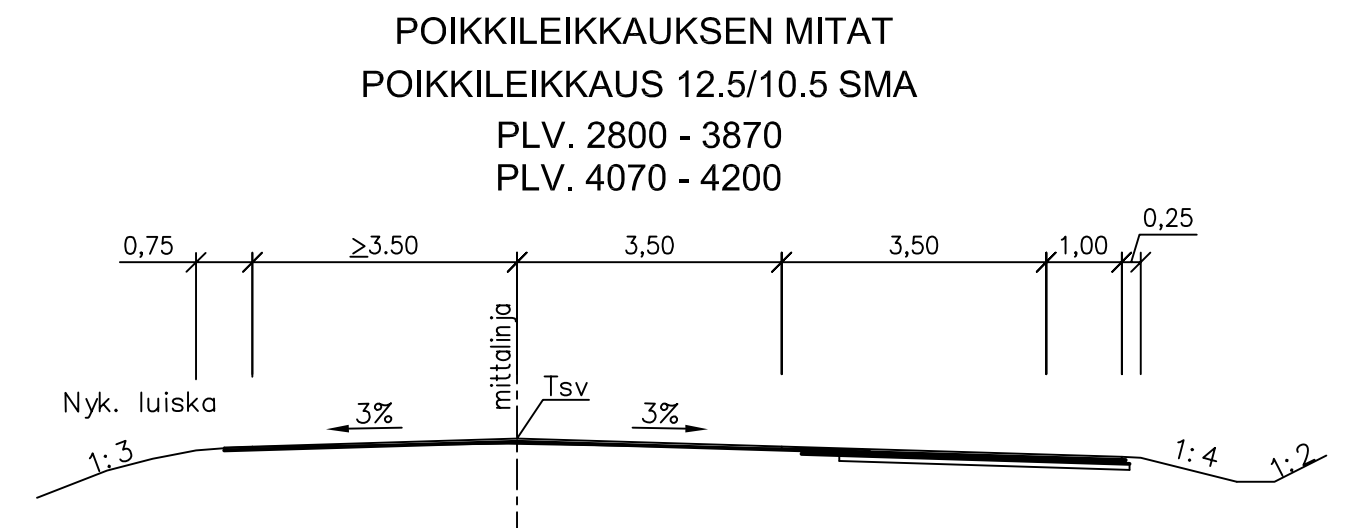 POIKKILEIKKAUKSEN MITAT
POIKKILEIKKAUS 12.5/10.5 SMA
PLV. 2800 - 3870
PLV. 4070 - 4200
0,25
0,75 ≥3.50 3,50 3,50 1,00
mittalinja
Tsv
Nyk. luiska
3% 3%
1:3 1:4 1:2